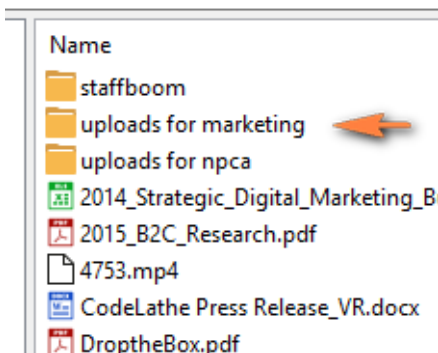 Name
staffboom
uploads for marketing
uploads for npca
2014_Strategic_Digital_Marketing_B
2015_B2C_Research.pdf
4753.mp4
CodeLathe Press Release_VR.docx
DroptheBox.pdf